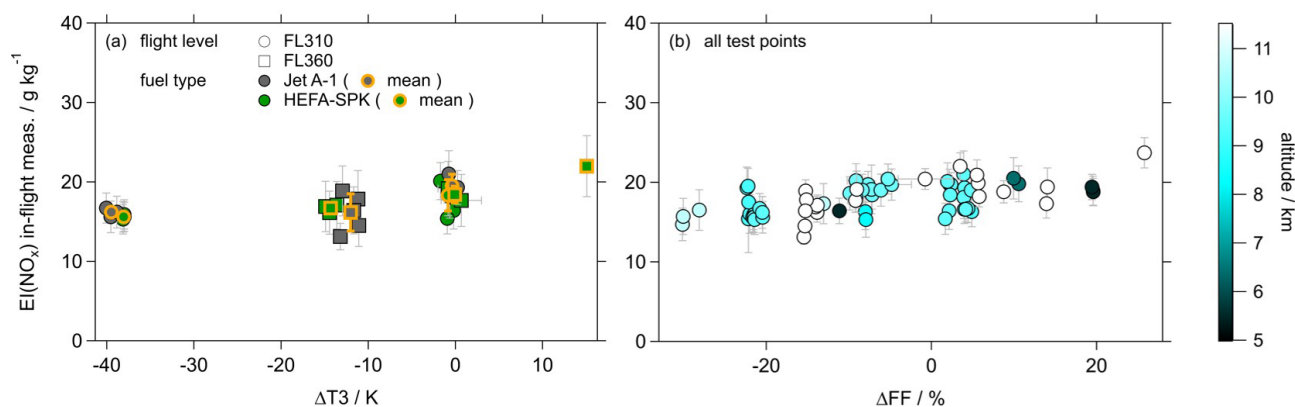 40
30
20
10
0
EI(NOx) in-flight meas. / g kg-1
(a) flight level
FL310
FL360
fuel type
Jet A-1 ( mean )
HEFA-SPK ( mean )
-40 -30 -20 -10 0 10
ΔT3 / K
40
30
20
10
0
(b) all test points
-20 0 20
ΔFF / %
11
10
9
8
7
6
5
altitude / km